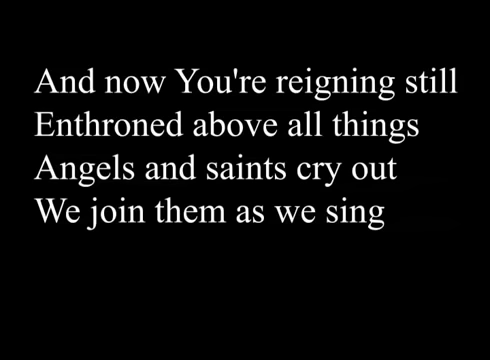 And now You're reigning still
Enthroned above all things
Angels and saints cry out
We join them as we sing